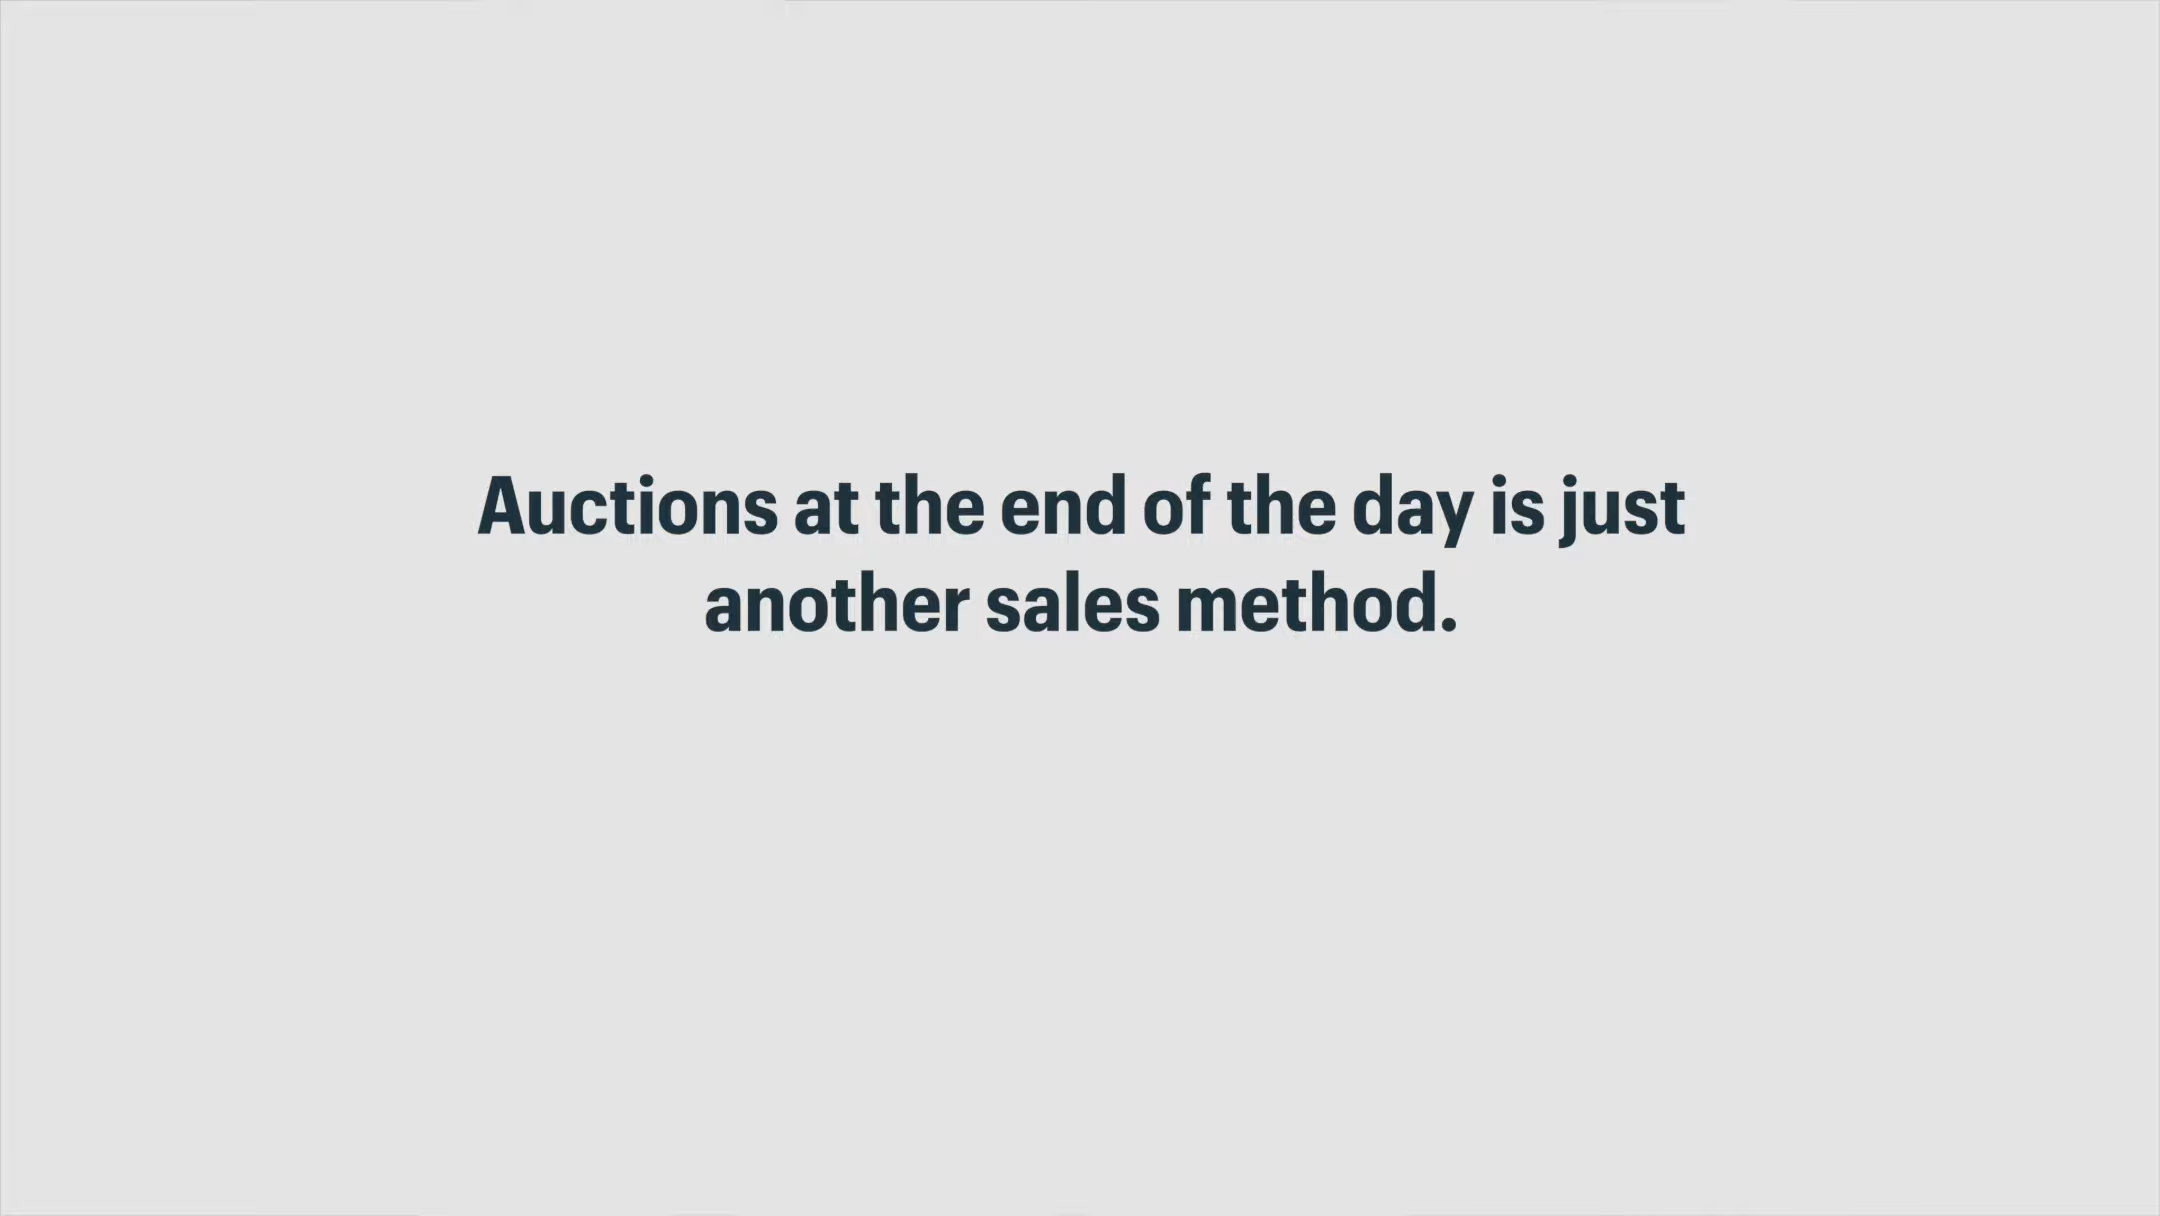 Auctions at the end of the day is just
another sales method.